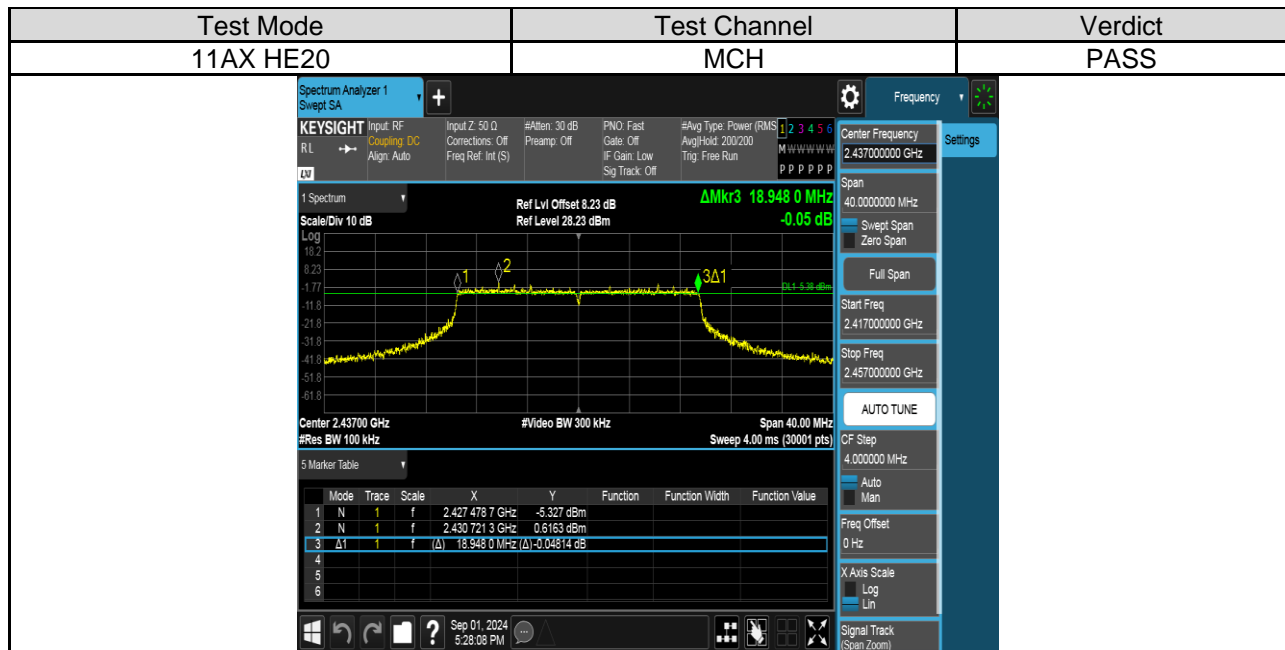 Test Mode Test Channel Verdict
11AX HE20 MCH PASS
Spectrum Analyzer 1
Swept SA
Frequency
KEYSIGHT Input: RF Input Z: 50 Ω #Atten: 30 dB PNO: Fast #Avg Type: Power (RMS 1 2 3 4 5 6
RL Coupling: DC Corrections: Off Preamp: Off Gate: Off Avg|Hold: 200/200 M W W W W W
Align: Auto Freq Ref: Int (S) IF Gain: Low Trig: Free Run
LXI Sig Track: Off P P P P P P
1 Spectrum
Ref Lvl Offset 8.23 dB
ΔMkr3 18.948 0 MHz
Scale/Div 10 dB Ref Level 28.23 dBm -0.05 dB
Log
18.2
8.23
-1.77
-11.8
-21.8
-31.8
-41.8
-51.8
-61.8
1
2
3Δ1
Center 2.43700 GHz #Video BW 300 kHz Span 40.00 MHz
#Res BW 100 kHz Sweep 4.00 ms (30001 pts)
5 Marker Table
Mode Trace Scale X Y Function Function Width Function Value
1 N 1 f 2.427 478 7 GHz -5.327 dBm
2 N 1 f 2.430 721 3 GHz 0.6163 dBm
3 Δ1 1 f (Δ) 18.948 0 MHz (Δ) -0.04814 dB
4
5
6
Sep 01, 2024
5:28:08 PM
Center Frequency
2.437000000 GHz
Settings
Span
40.0000000 MHz
Swept Span
Zero Span
Full Span
Start Freq
2.417000000 GHz
Stop Freq
2.457000000 GHz
AUTO TUNE
CF Step
4.000000 MHz
Auto
Man
Freq Offset
0 Hz
X Axis Scale
Log
Lin
Signal Track
(Span Zoom)